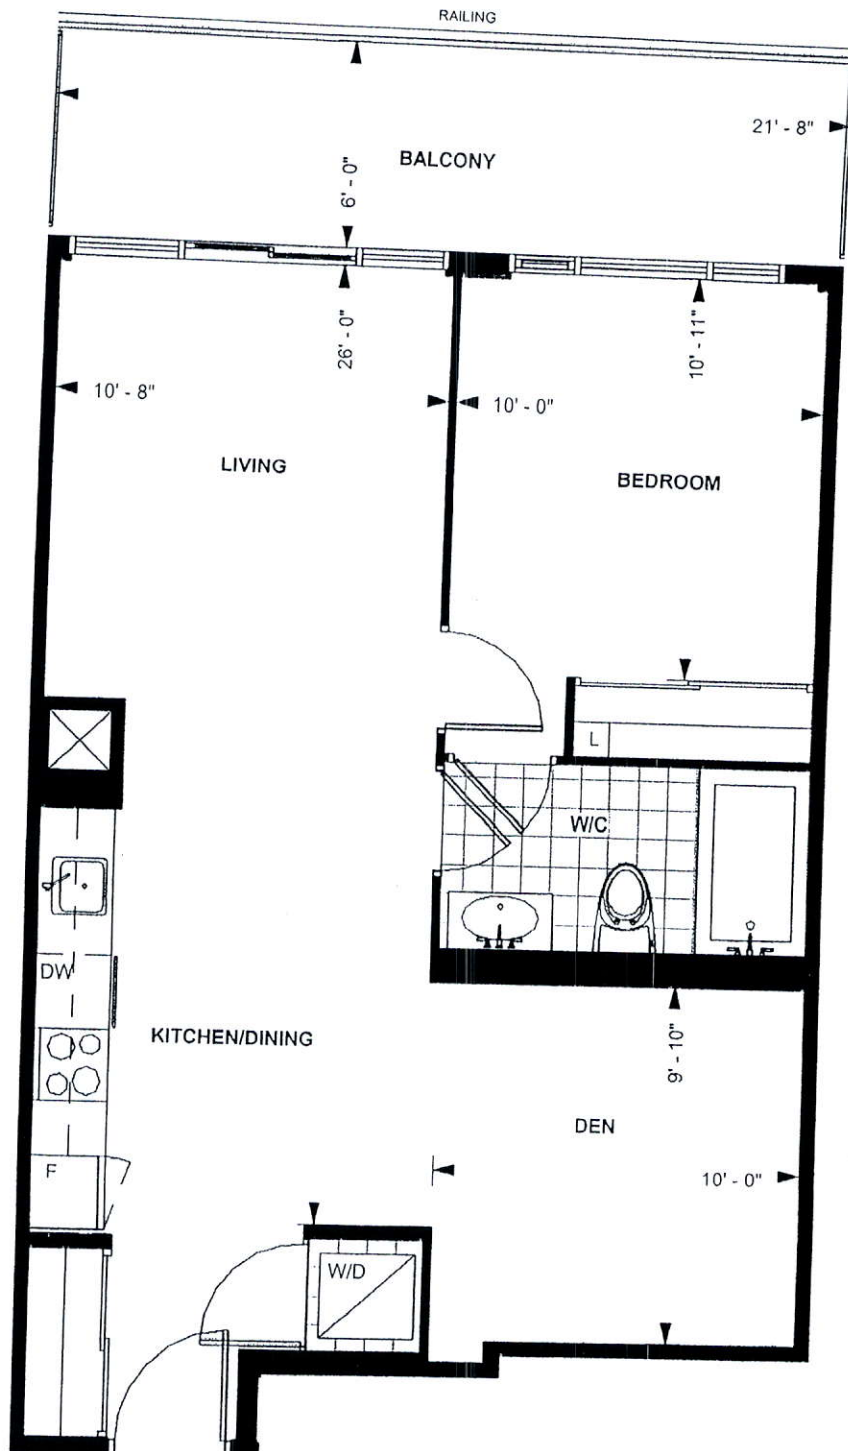 RAILING
21' - 8"
BALCONY
6' - 0"
26' - 0"
10' - 11"
10' - 8"
10' - 0"
LIVING
BEDROOM
L
W/C
DW
KITCHEN/DINING
9' - 10"
DEN
F
10' - 0"
W/D